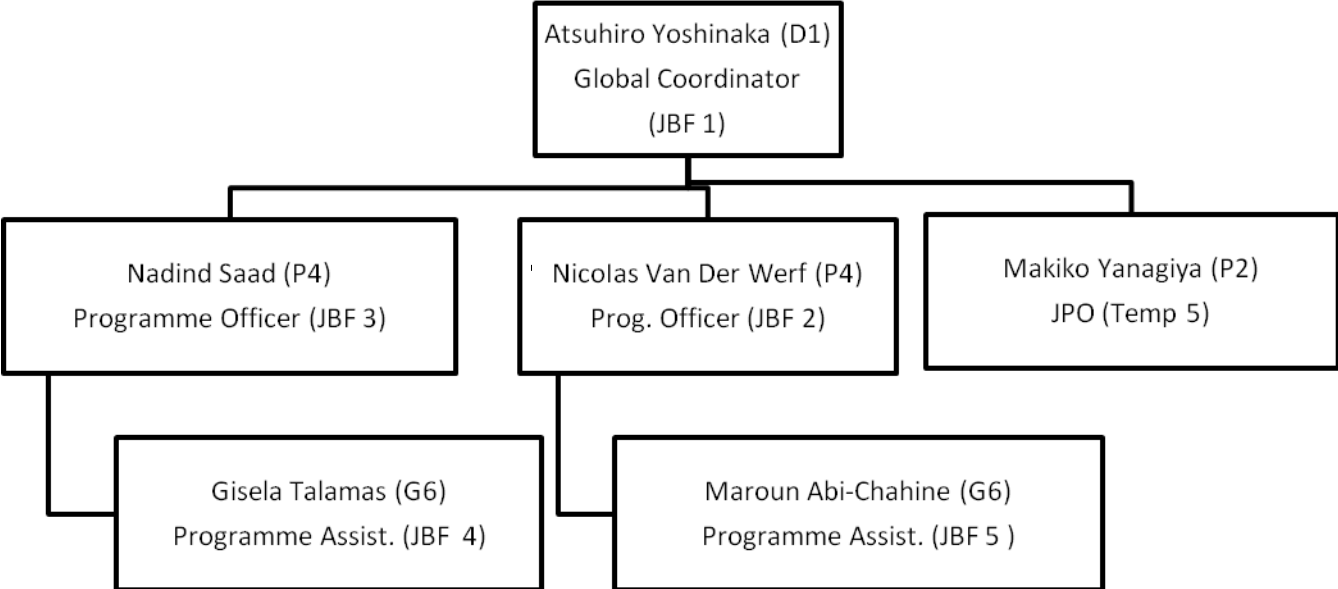 Atsuhiro Yoshinaka (D1)
Global Coordinator
(JBF 1)
Nadind Saad (P4)
Programme Officer (JBF 3)
Nicolas Van Der Werf (P4)
Prog. Officer (JBF 2)
Makiko Yanagiya (P2)
JPO (Temp 5)
Gisela Talamas (G6)
Programme Assist. (JBF 4)
Maroun Abi-Chahine (G6)
Programme Assist. (JBF 5 )